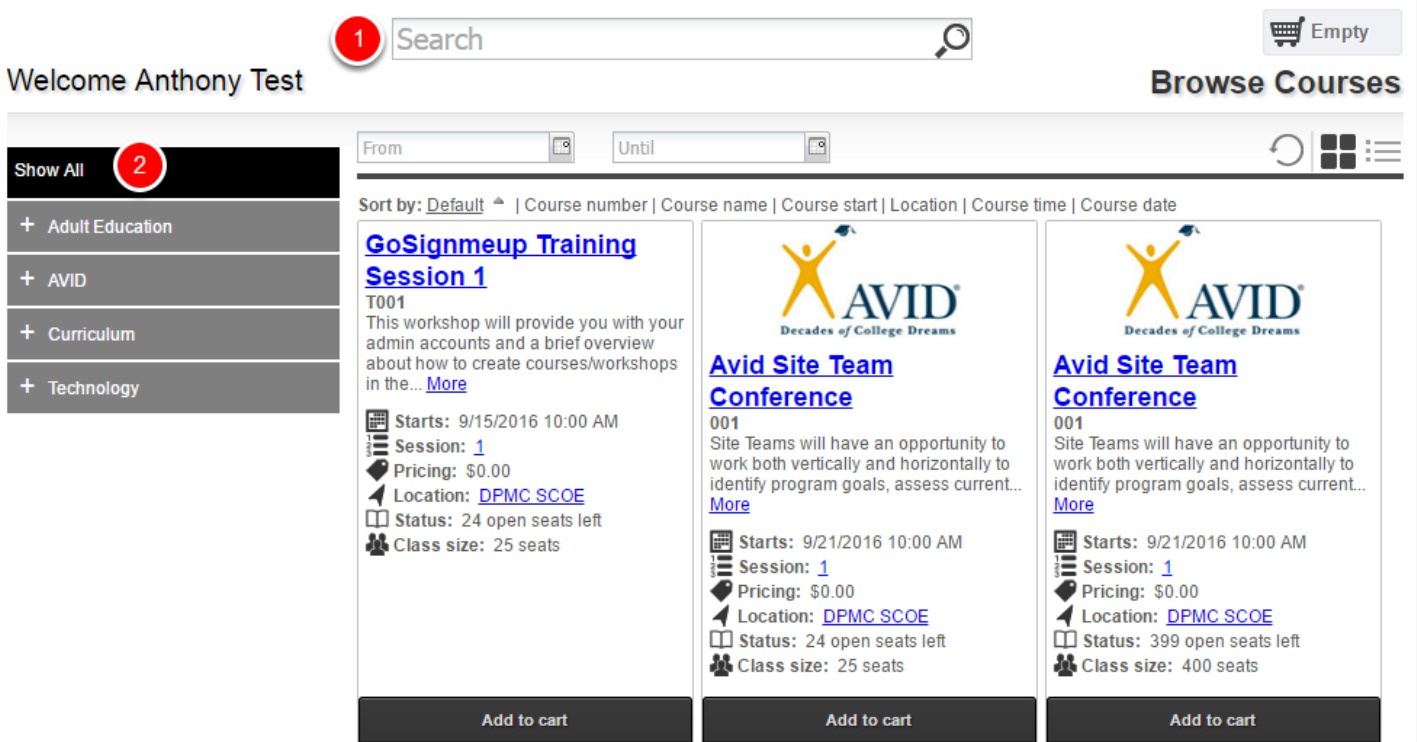 1
Search
Empty
Welcome Anthony Test
Browse Courses
Show All
2
From
Until
+ Adult Education
+ AVID
+ Curriculum
+ Technology
Sort by: Default | Course number | Course name | Course start | Location | Course time | Course date
GoSignmeup Training
Session 1
T001
This workshop will provide you with your
admin accounts and a brief overview
about how to create courses/workshops
in the... More
Starts: 9/15/2016 10:00 AM
Session: 1
Pricing: $0.00
Location: DPMC SCOE
Status: 24 open seats left
Class size: 25 seats
Add to cart
AVID®
Decades of College Dreams
Avid Site Team
Conference
001
Site Teams will have an opportunity to
work both vertically and horizontally to
identify program goals, assess current...
More
Starts: 9/21/2016 10:00 AM
Session: 1
Pricing: $0.00
Location: DPMC SCOE
Status: 24 open seats left
Class size: 25 seats
Add to cart
AVID®
Decades of College Dreams
Avid Site Team
Conference
001
Site Teams will have an opportunity to
work both vertically and horizontally to
identify program goals, assess current...
More
Starts: 9/21/2016 10:00 AM
Session: 1
Pricing: $0.00
Location: DPMC SCOE
Status: 399 open seats left
Class size: 400 seats
Add to cart